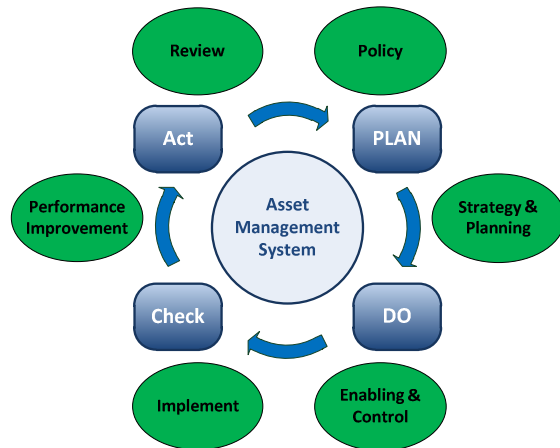 Review
Policy
Act
PLAN
Performance
Improvement
Asset
Management
System
Strategy &
Planning
Check
DO
Implement
Enabling &
Control